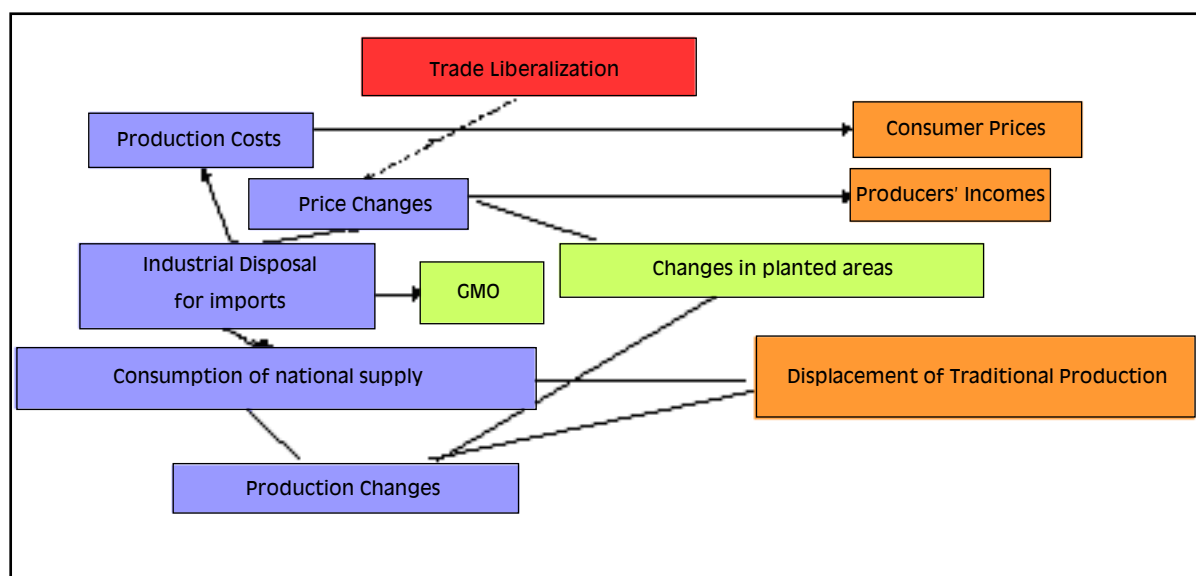 Trade Liberalization
Production Costs
Consumer Prices
Price Changes
Producers’ Incomes
Industrial Disposal
for imports
GMO
Changes in planted areas
Consumption of national supply
Displacement of Traditional Production
Production Changes